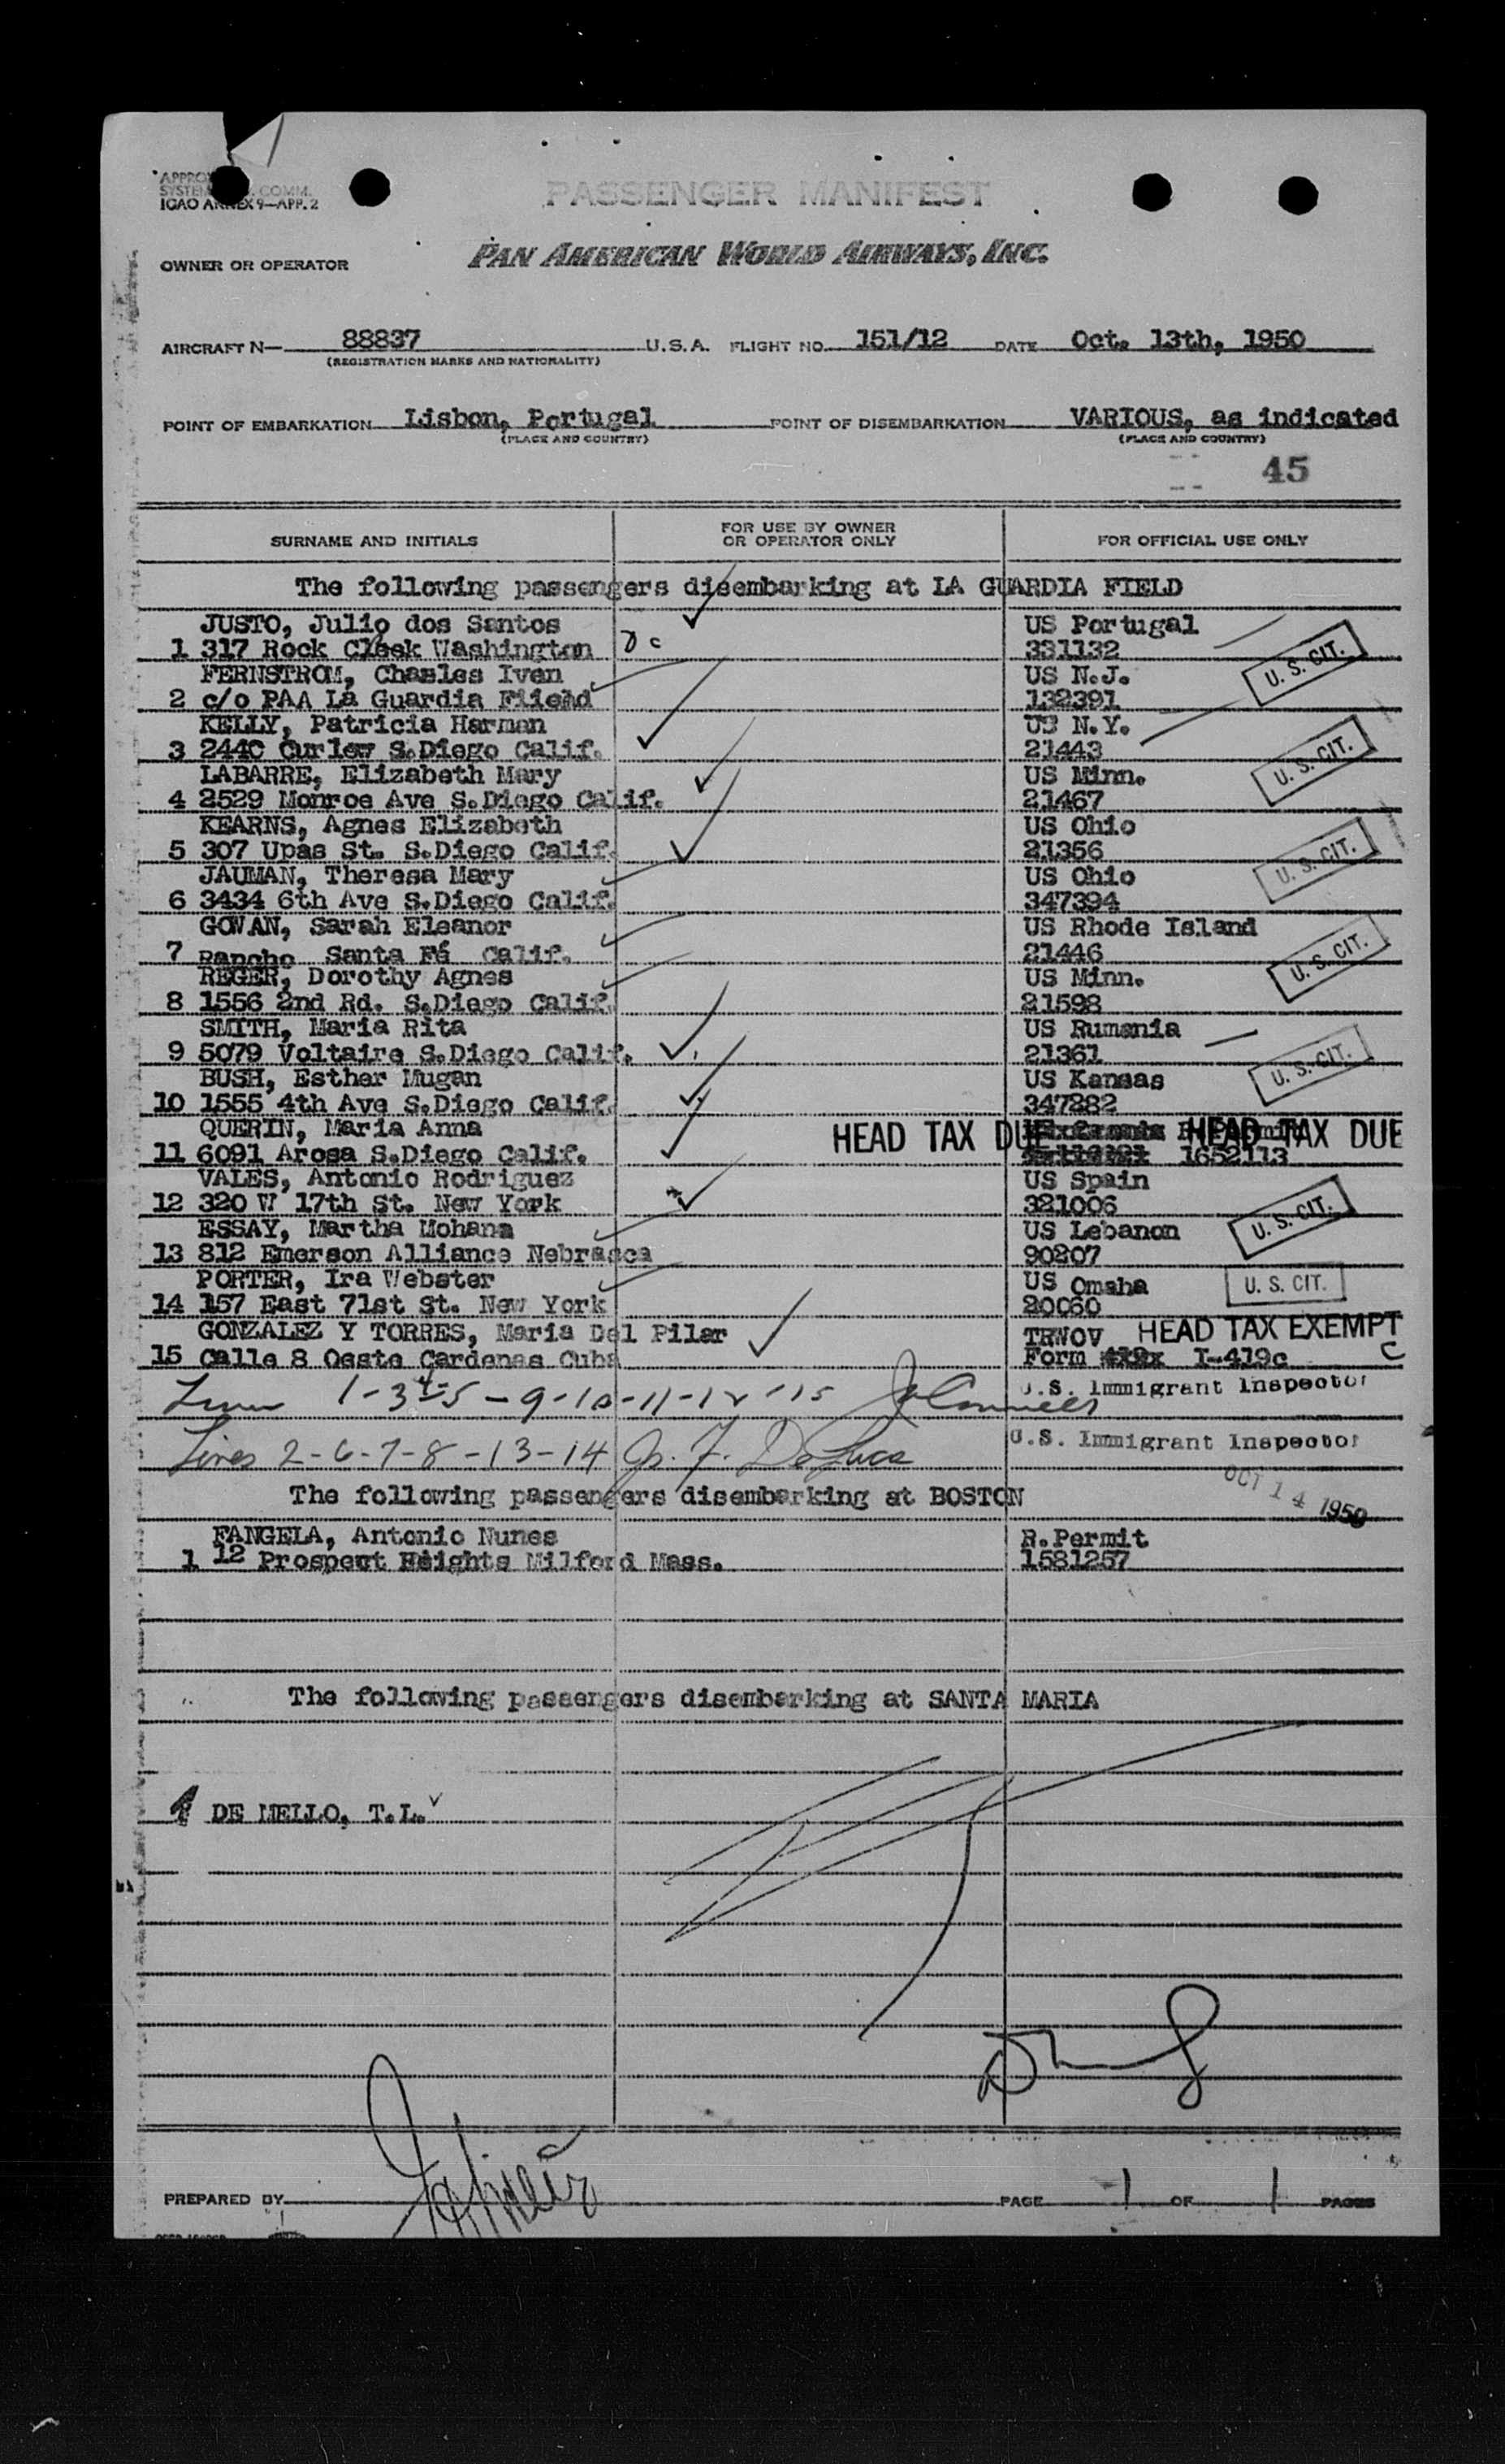 ICAO ANNEX 9—APP. 2
PASSENGER MANIFEST
OWNER OR OPERATOR PAN AMERICAN WORLD AIRWAYS, INC.
AIRCRAFT N— 88837 U.S.A. FLIGHT NO. 151/12 DATE Oct. 13th, 1950
(REGISTRATION MARKS AND NATIONALITY)
POINT OF EMBARKATION Lisbon, Portugal POINT OF DISEMBARKATION VARIOUS, as indicated
(PLACE AND COUNTRY) (PLACE AND COUNTRY)
45
SURNAME AND INITIALS FOR USE BY OWNER OR OPERATOR ONLY FOR OFFICIAL USE ONLY
The following passengers disembarking at LA GUARDIA FIELD
JUSTO, Julio dos Santos US Portugal
1 317 Rock Cleek Washington 331132
FERNSTROM, Chasles Iven US N.J. U. S. CIT.
2 c/o PAA La Guardia 132391
KELLY, Patricia Harman US N.Y.
3 2440 Curlew S.Diego Calif. 21443
LABARRE, Elizabeth Mary US Minn. U. S. CIT.
4 2529 Monroe Ave S.Diego Calif. 21467
KEARNS, Agnes Elizabeth US Ohio
5 307 Upas St. S.Diego Calif. 21356 U. S. CIT.
JAUMAN, Theresa Mary US Ohio
6 3434 6th Ave S.Diego Calif. 347394
GOWAN, Sarah Eleanor US Rhode Island
7 Rancho Santa Fé Calif. 21446 U. S. CIT.
REGER, Dorothy Agnes US Minn.
8 1556 2nd Rd. S.Diego Calif. 21598
SMITH, Maria Rita US Rumania
9 5079 Voltaire S.Diego Calif. 21361 U. S. CIT.
BUSH, Esther Mugan US Kansas
10 1555 4th Ave S.Diego Calif. 347282
QUERIN, Maria Anna HEAD TAX DUE HEAD TAX DUE
11 6091 Arosa S.Diego Calif. 1652113
VALES, Antonio Rodriguez US Spain
12 320 W 17th St. New York 321006 U. S. CIT.
ESSAY, Martha Mohana US Lebanon
13 812 Emerson Alliance Nebrasca 90207
PORTER, Ira Webster US Omaha U. S. CIT.
14 157 East 71st St. New York 20060
GONZALEZ Y TORRES, Maria Del Pilar TRWOV HEAD TAX EXEMPT
15 Calle 8 Oeste Cardenas Cuba Form I-419c C
U.S. Immigrant Inspector
Lines 2-6-7-8-13-14 U.S. Immigrant Inspector
OCT 14 1950
The following passengers disembarking at BOSTON
FANGELA, Antonio Nunes R.Permit
1 12 Prospect Heights Milford Mass. 1581257
The following passengers disembarking at SANTA MARIA
1 DE MELLO, T.L.
PREPARED BY PAGE 1 OF 1 PAGES